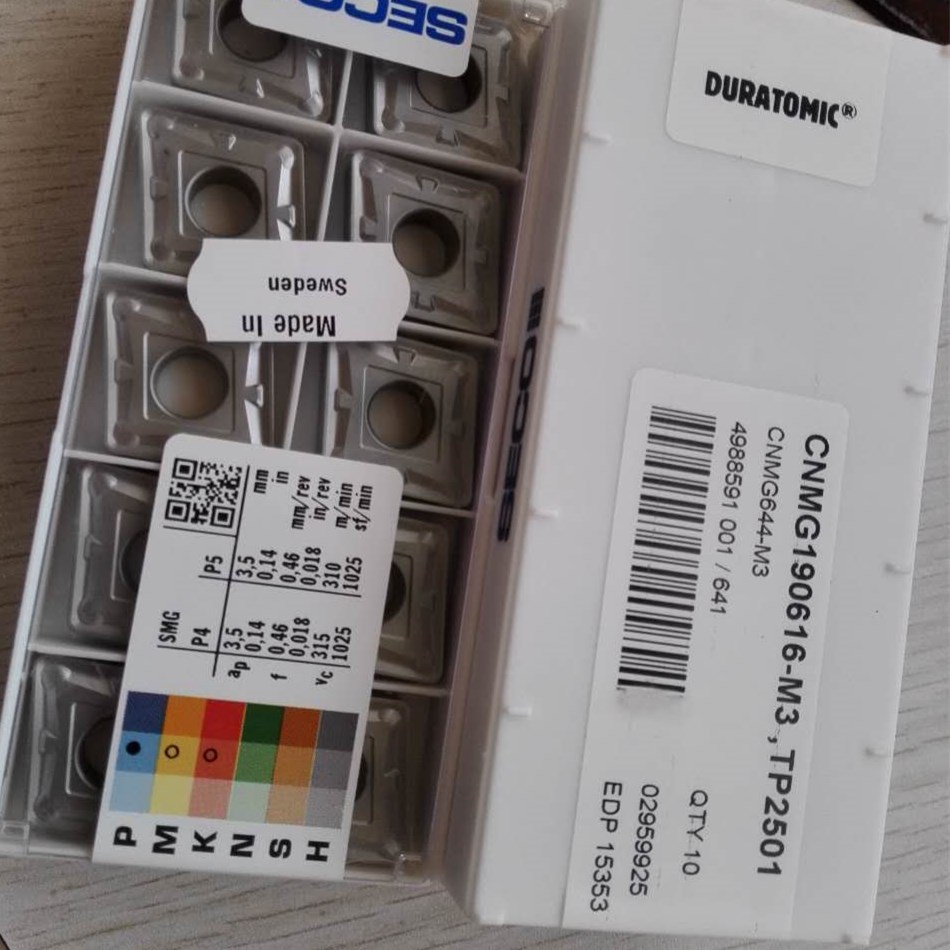 SECO
DURATOMIC®
Made In
Sweden
SECO
CNMG190616-M3,TP2501
CNMG644-M3
4988591 001 / 641
QTY 10
02959925
EDP 15353
SMG P4 P5
ap 3,5 3,5 mm
0,14 0,14 in
f 0,46 0,46 mm/rev
0,018 0,018 in/rev
vc 315 310 m/min
1025 1025 sf/min
P
M
K
N
S
H